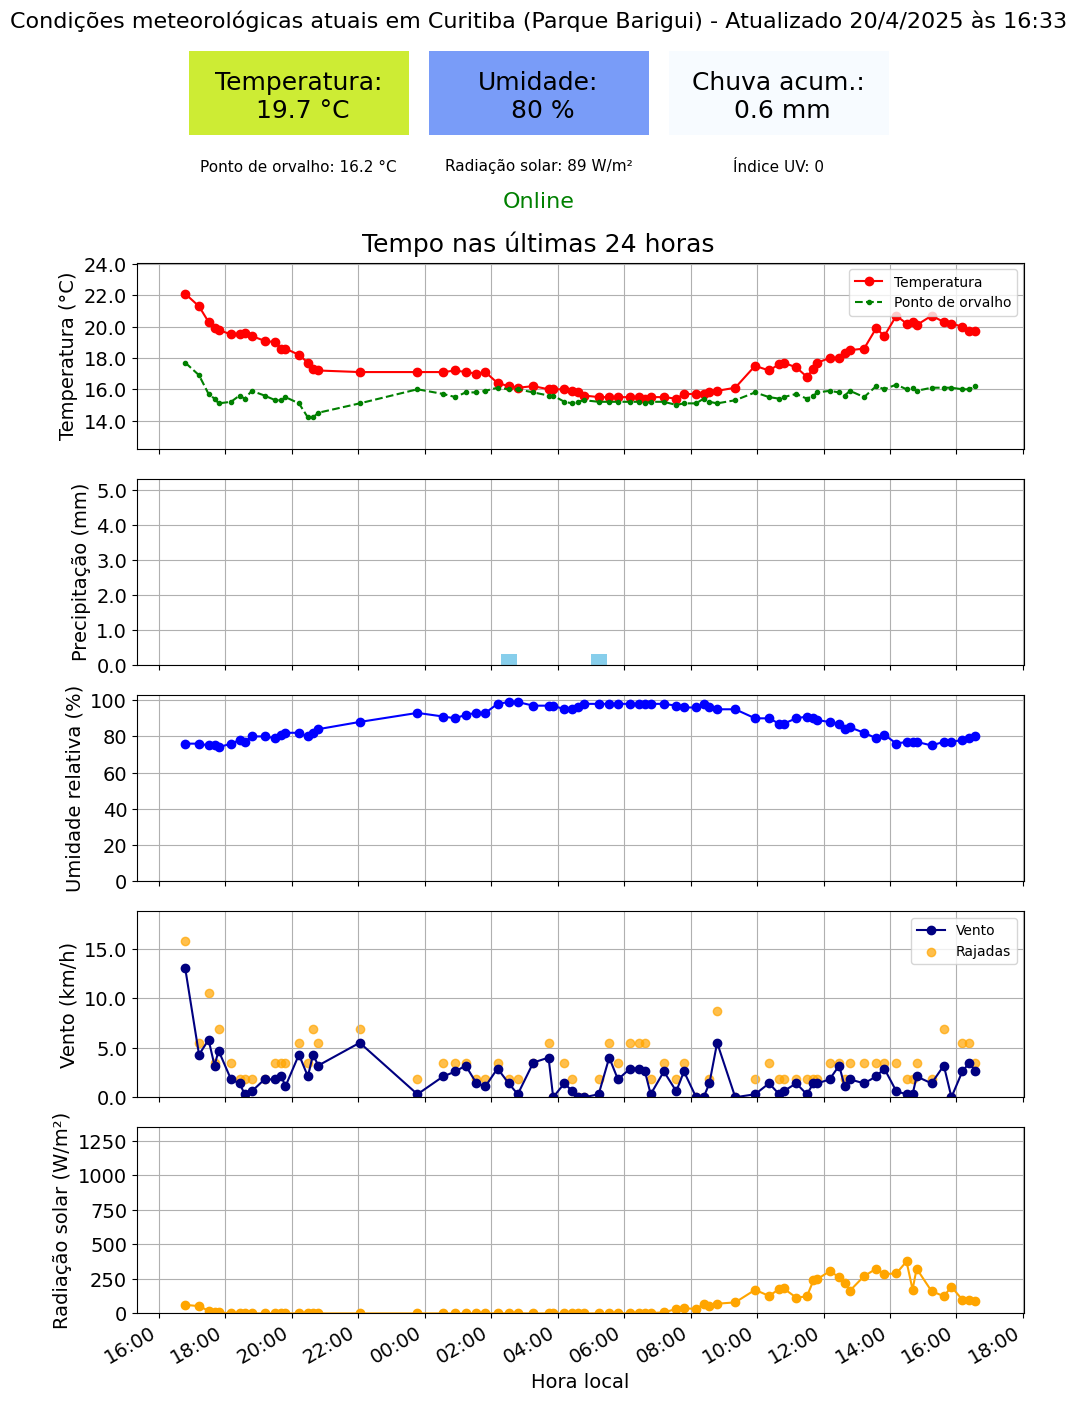 Condições meteorológicas atuais em Curitiba (Parque Barigui) - Atualizado 20/4/2025 às 16:33
Temperatura:
19.7 °C
Umidade:
80 %
Chuva acum.:
0.6 mm
Ponto de orvalho: 16.2 °C
Radiação solar: 89 W/m²
Índice UV: 0
Online
Tempo nas últimas 24 horas
Temperatura (°C)
24.0
22.0
20.0
18.0
16.0
14.0
Temperatura
Ponto de orvalho
Precipitação (mm)
5.0
4.0
3.0
2.0
1.0
0.0
Umidade relativa (%)
100
80
60
40
20
0
Vento (km/h)
15.0
10.0
5.0
0.0
Vento
Rajadas
Radiação solar (W/m²)
1250
1000
750
500
250
0
16:00
18:00
20:00
22:00
00:00
02:00
04:00
06:00
08:00
10:00
12:00
14:00
16:00
18:00
Hora local